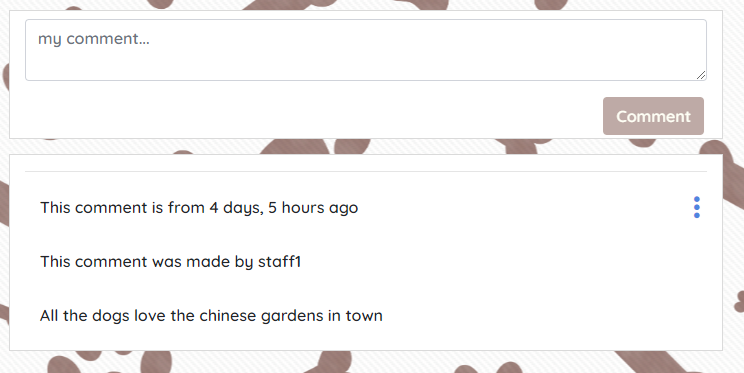 my comment...
Comment
This comment is from 4 days, 5 hours ago
This comment was made by staff1
All the dogs love the chinese gardens in town